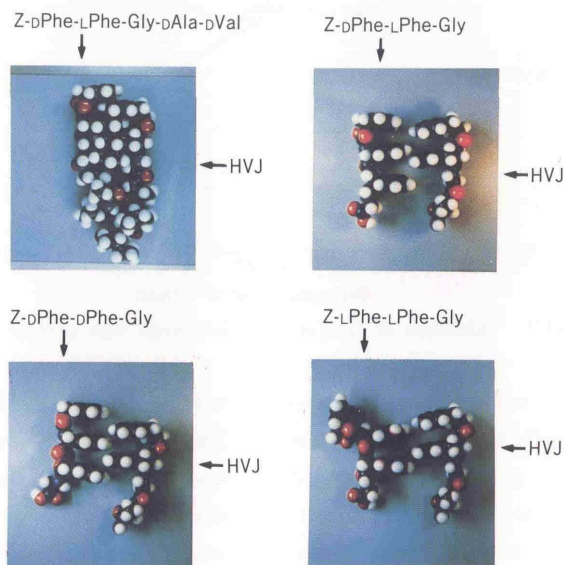 Z-DPhe-LPhe-Gly-DAla-DVal
HVJ
Z-DPhe-LPhe-Gly
HVJ
Z-DPhe-DPhe-Gly
HVJ
Z-LPhe-LPhe-Gly
HVJ